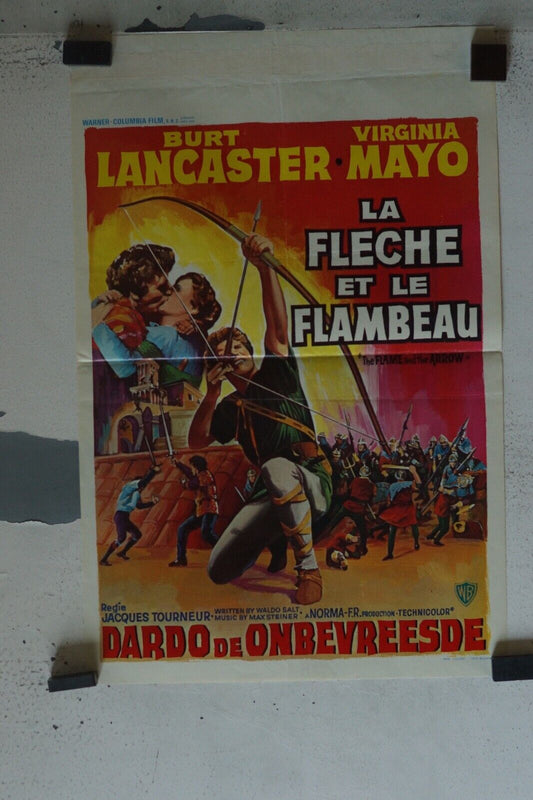 WARNER-COLUMBIA FILM, S.N.C.
BURT VIRGINIA
LANCASTER · MAYO
LA
FLECHE
ET LE
FLAMBEAU
"The FLAME and the ARROW"
Regie
JACQUES TOURNEUR
WRITTEN BY WALDO SALT
MUSIC BY MAX STEINER
A NORMA-F.R. PRODUCTION - TECHNICOLOR
WB
DARDO DE ONBEVREESDE